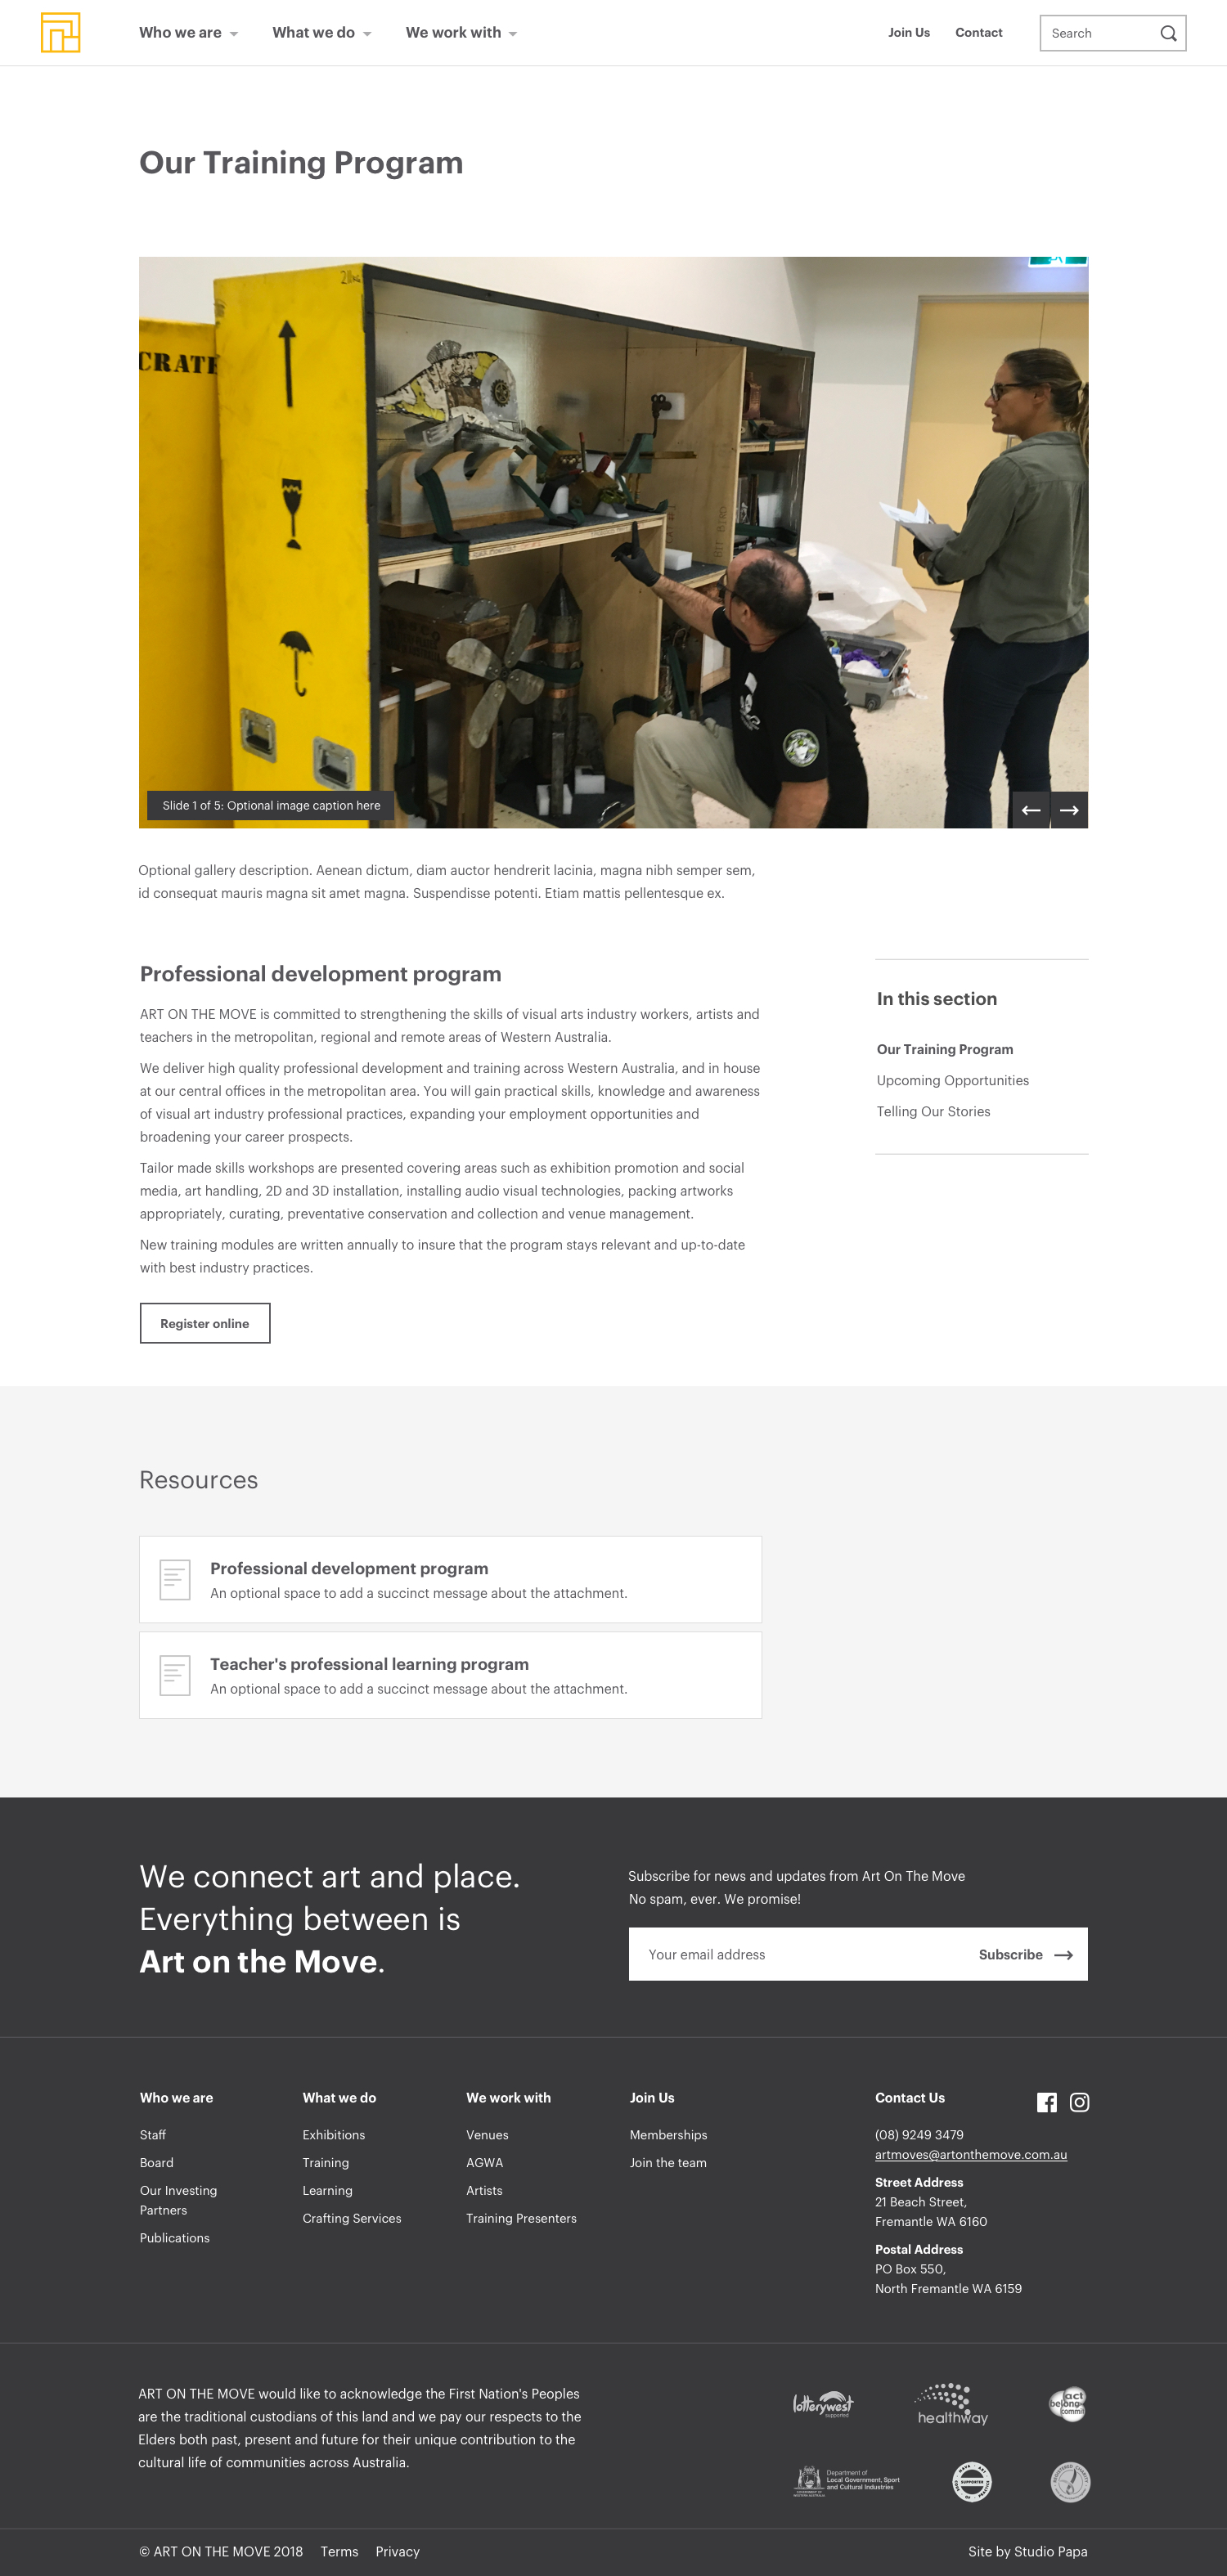 Who we are
What we do
We work with
Join Us
Contact
Search
Our Training Program
CRATE
Slide 1 of 5: Optional image caption here
Optional gallery description. Aenean dictum, diam auctor hendrerit lacinia, magna nibh semper sem,
id consequat mauris magna sit amet magna. Suspendisse potenti. Etiam mattis pellentesque ex.
Professional development program
ART ON THE MOVE is committed to strengthening the skills of visual arts industry workers, artists and
teachers in the metropolitan, regional and remote areas of Western Australia.
We deliver high quality professional development and training across Western Australia, and in house
at our central offices in the metropolitan area. You will gain practical skills, knowledge and awareness
of visual art industry professional practices, expanding your employment opportunities and
broadening your career prospects.
Tailor made skills workshops are presented covering areas such as exhibition promotion and social
media, art handling, 2D and 3D installation, installing audio visual technologies, packing artworks
appropriately, curating, preventative conservation and collection and venue management.
New training modules are written annually to insure that the program stays relevant and up-to-date
with best industry practices.
Register online
In this section
Our Training Program
Upcoming Opportunities
Telling Our Stories
Resources
Professional development program
An optional space to add a succinct message about the attachment.
Teacher's professional learning program
An optional space to add a succinct message about the attachment.
We connect art and place.
Everything between is
Art on the Move.
Subscribe for news and updates from Art On The Move
No spam, ever. We promise!
Your email address
Subscribe
Who we are
Staff
Board
Our Investing
Partners
Publications
What we do
Exhibitions
Training
Learning
Crafting Services
We work with
Venues
AGWA
Artists
Training Presenters
Join Us
Memberships
Join the team
Contact Us
(08) 9249 3479
artmoves@artonthemove.com.au
Street Address
21 Beach Street,
Fremantle WA 6160
Postal Address
PO Box 550,
North Fremantle WA 6159
ART ON THE MOVE would like to acknowledge the First Nation's Peoples
are the traditional custodians of this land and we pay our respects to the
Elders both past, present and future for their unique contribution to the
cultural life of communities across Australia.
lotterywest
supported
healthway
act
belong
commit
Department of
Local Government, Sport
and Cultural Industries
SUPPORTER
© ART ON THE MOVE 2018
Terms
Privacy
Site by Studio Papa